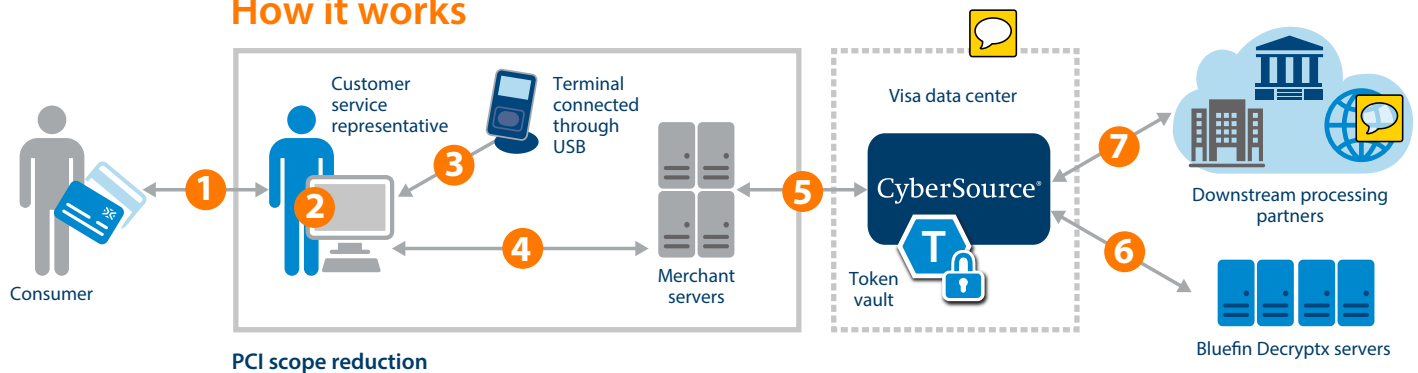 How it works
Customer
service
representative
Terminal
connected
through
USB
Visa data center
1
2
3
4
5
6
7
CyberSource®
T
Token
vault
Consumer
Merchant
servers
Downstream processing
partners
Bluefin Decryptx servers
PCI scope reduction